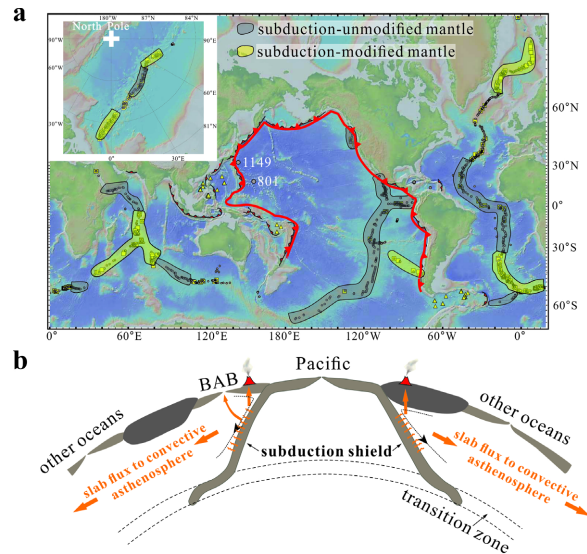 a
180°W 87°N 84°N
North Pole
90°W
60°W
30°W
90°E
60°E
81°N
0° 30°E
subduction-unmodified mantle
subduction-modified mantle
1149
801
60°N
30°N
0°
30°S
60°S
0° 60°E 120°E 180° 120°W 60°W 0°
b
Pacific
BAB
other oceans
other oceans
slab flux to convective
asthenosphere
subduction shield
slab flux to convective
asthenosphere
transition
zone